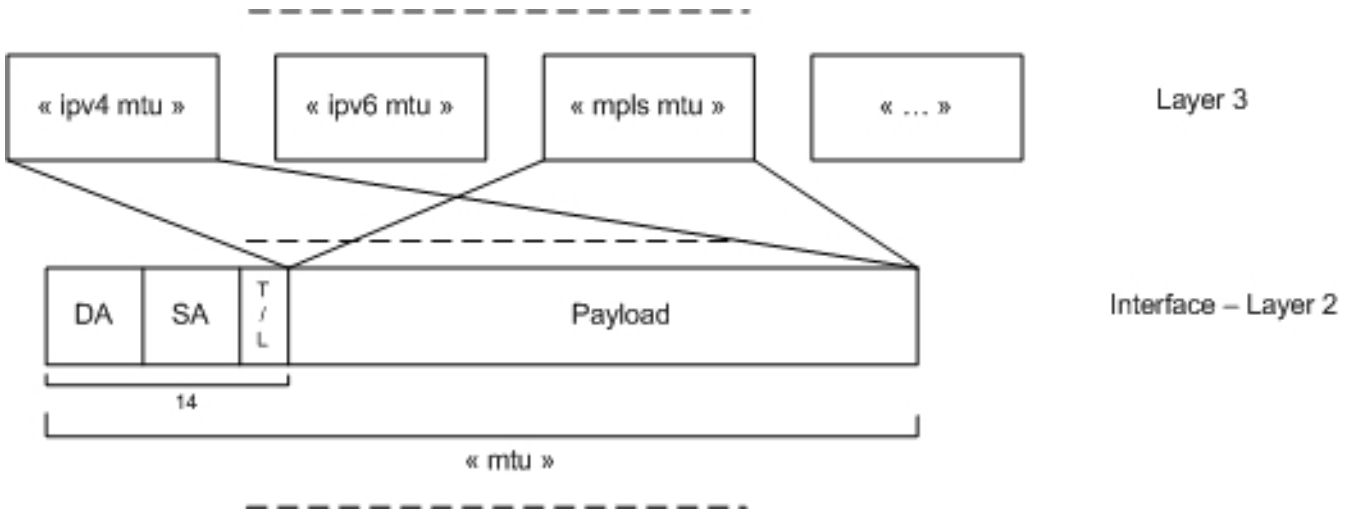 « ipv4 mtu »
« ipv6 mtu »
« mpls mtu »
« ... »
Layer 3
DA
SA
T
/
L
Payload
Interface – Layer 2
14
« mtu »